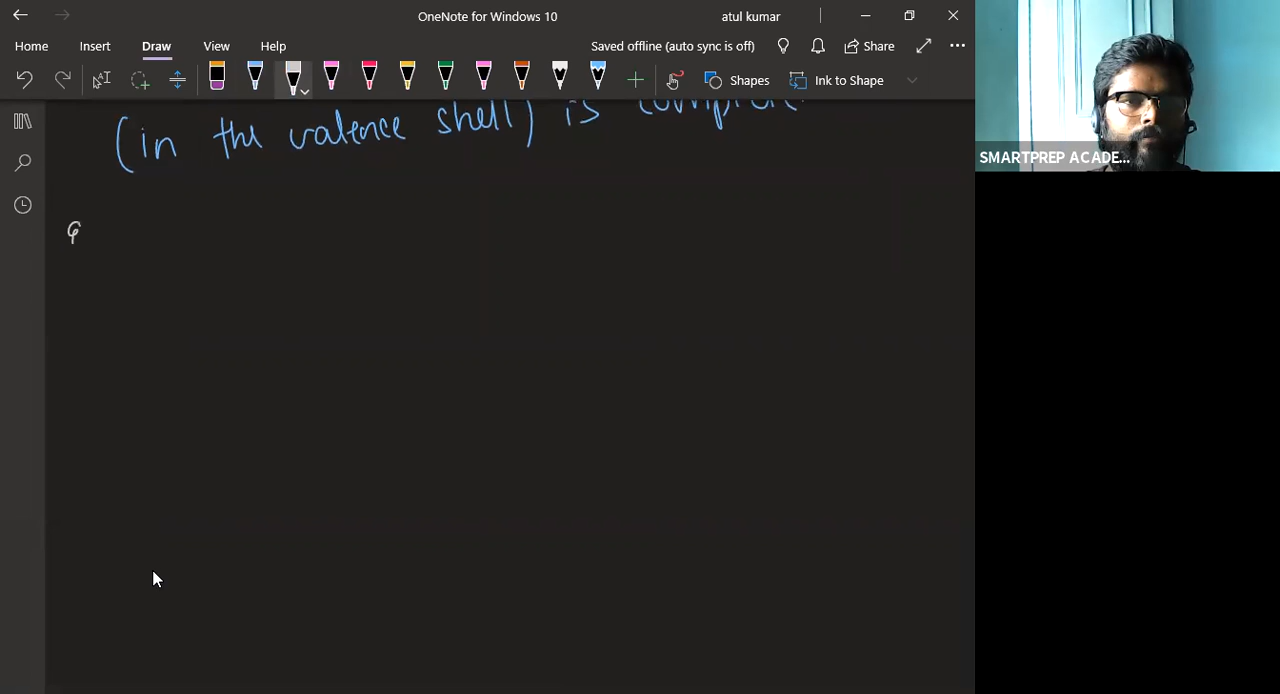 OneNote for Windows 10
atul kumar
Home Insert Draw View Help
Saved offline (auto sync is off)
Share
Shapes
Ink to Shape
(in the valence shell) is
SMARTPREP ACADE...